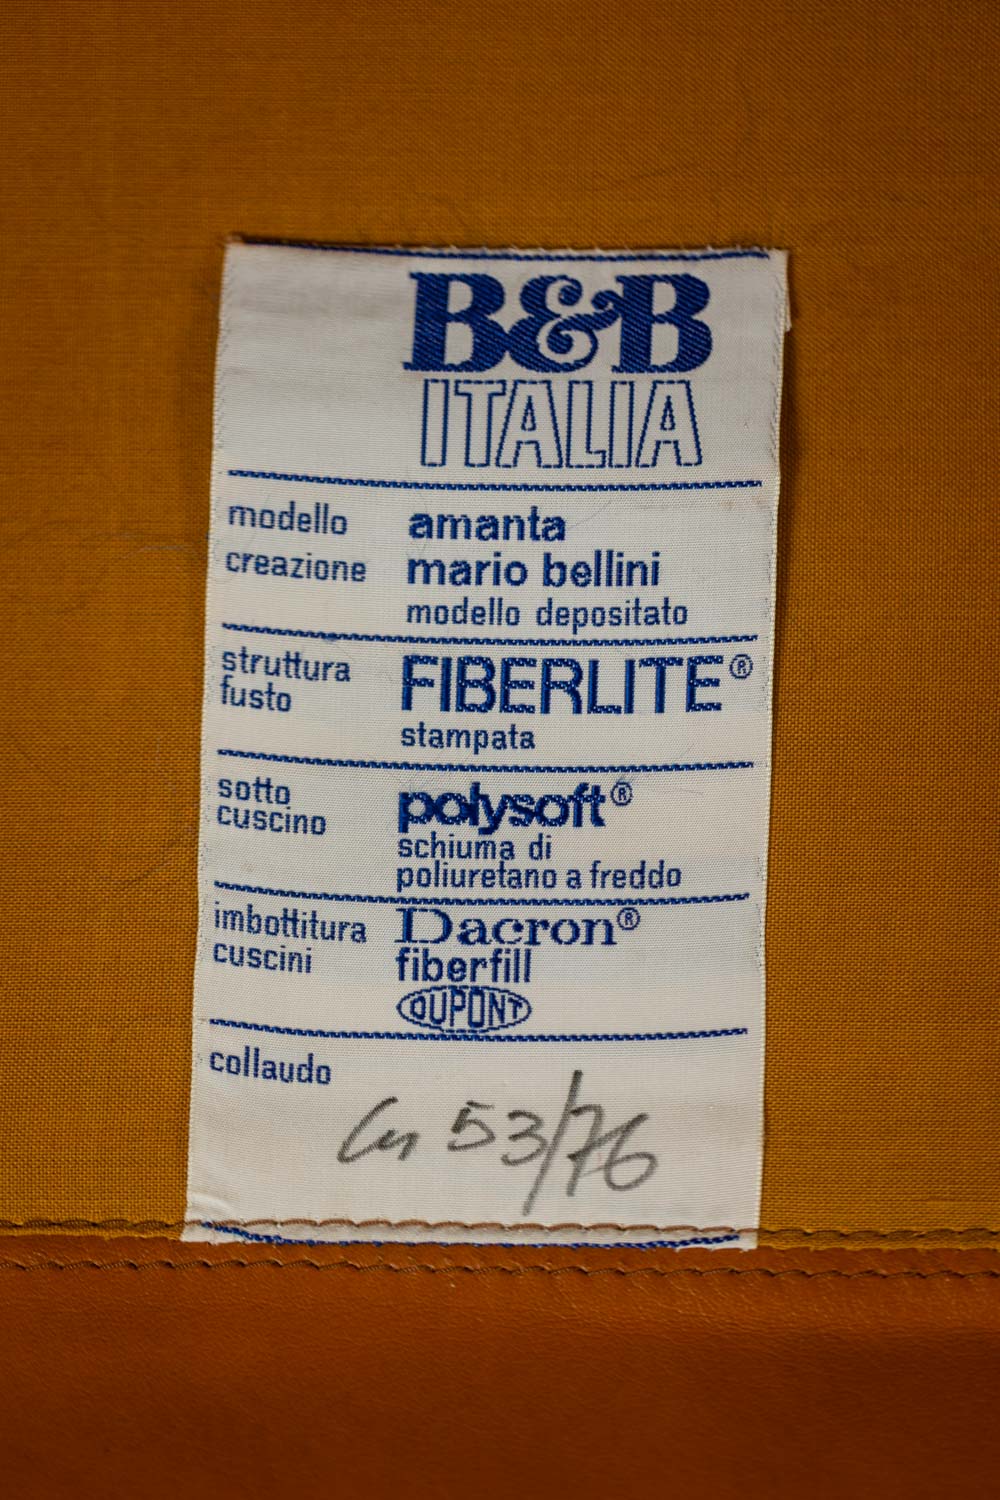 B&B
ITALIA
modello amanta
creazione mario bellini
modello depositato
struttura
fusto
FIBERLITE®
stampata
sotto
cuscino
polysoft®
schiuma di
poliuretano a freddo
imbottitura
cuscini
Dacron®
fiberfill
DUPONT
collaudo
53/76